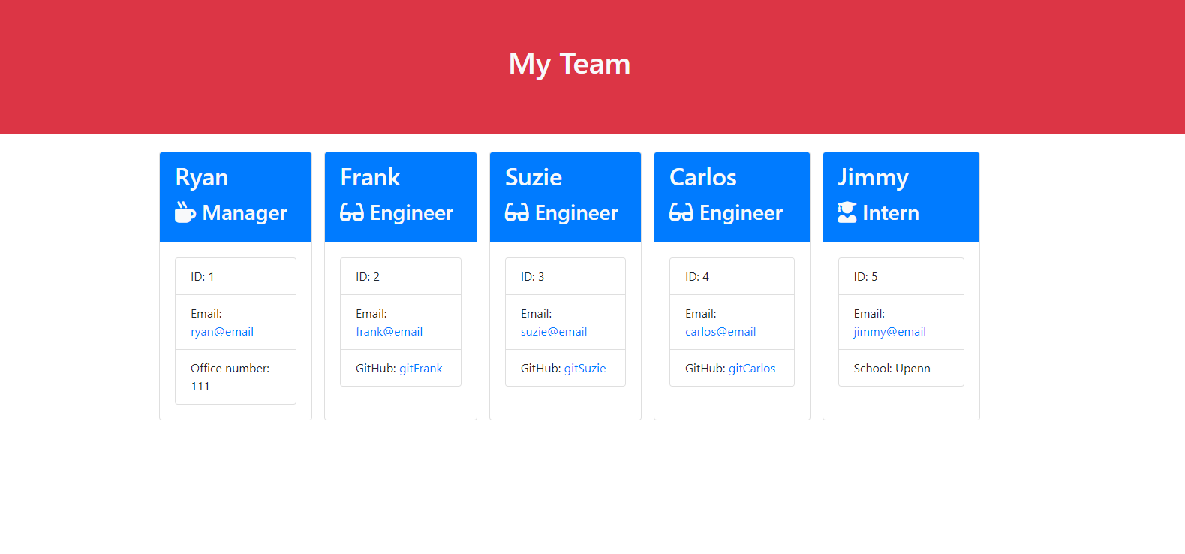 My Team
Ryan
Manager
ID: 1
Email:
ryan@email
Office number:
111
Frank
Engineer
ID: 2
Email:
frank@email
GitHub: gitFrank
Suzie
Engineer
ID: 3
Email:
suzie@email
GitHub: gitSuzie
Carlos
Engineer
ID: 4
Email:
carlos@email
GitHub: gitCarlos
Jimmy
Intern
ID: 5
Email:
jimmy@email
School: Upenn